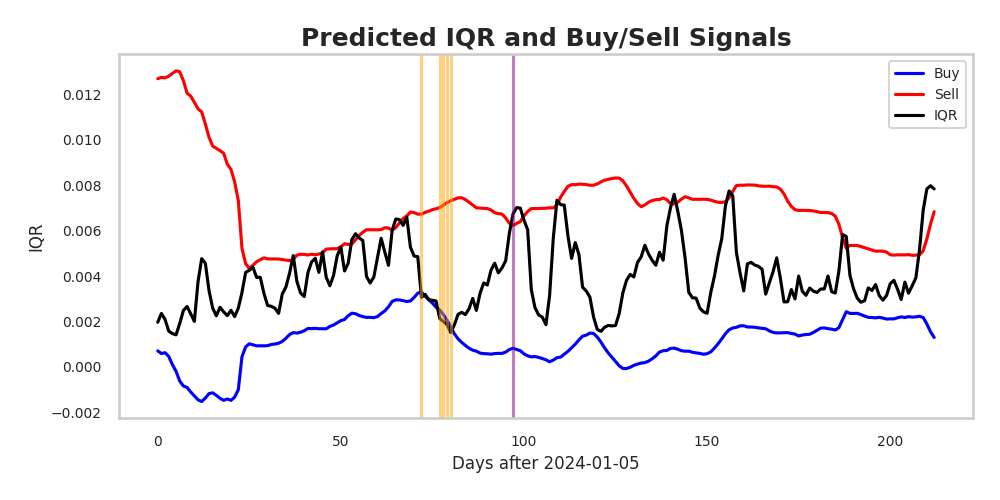 Predicted IQR and Buy/Sell Signals
Buy
Sell
IQR
IQR
0.012
0.010
0.008
0.006
0.004
0.002
0.000
−0.002
0
50
100
150
200
Days after 2024-01-05